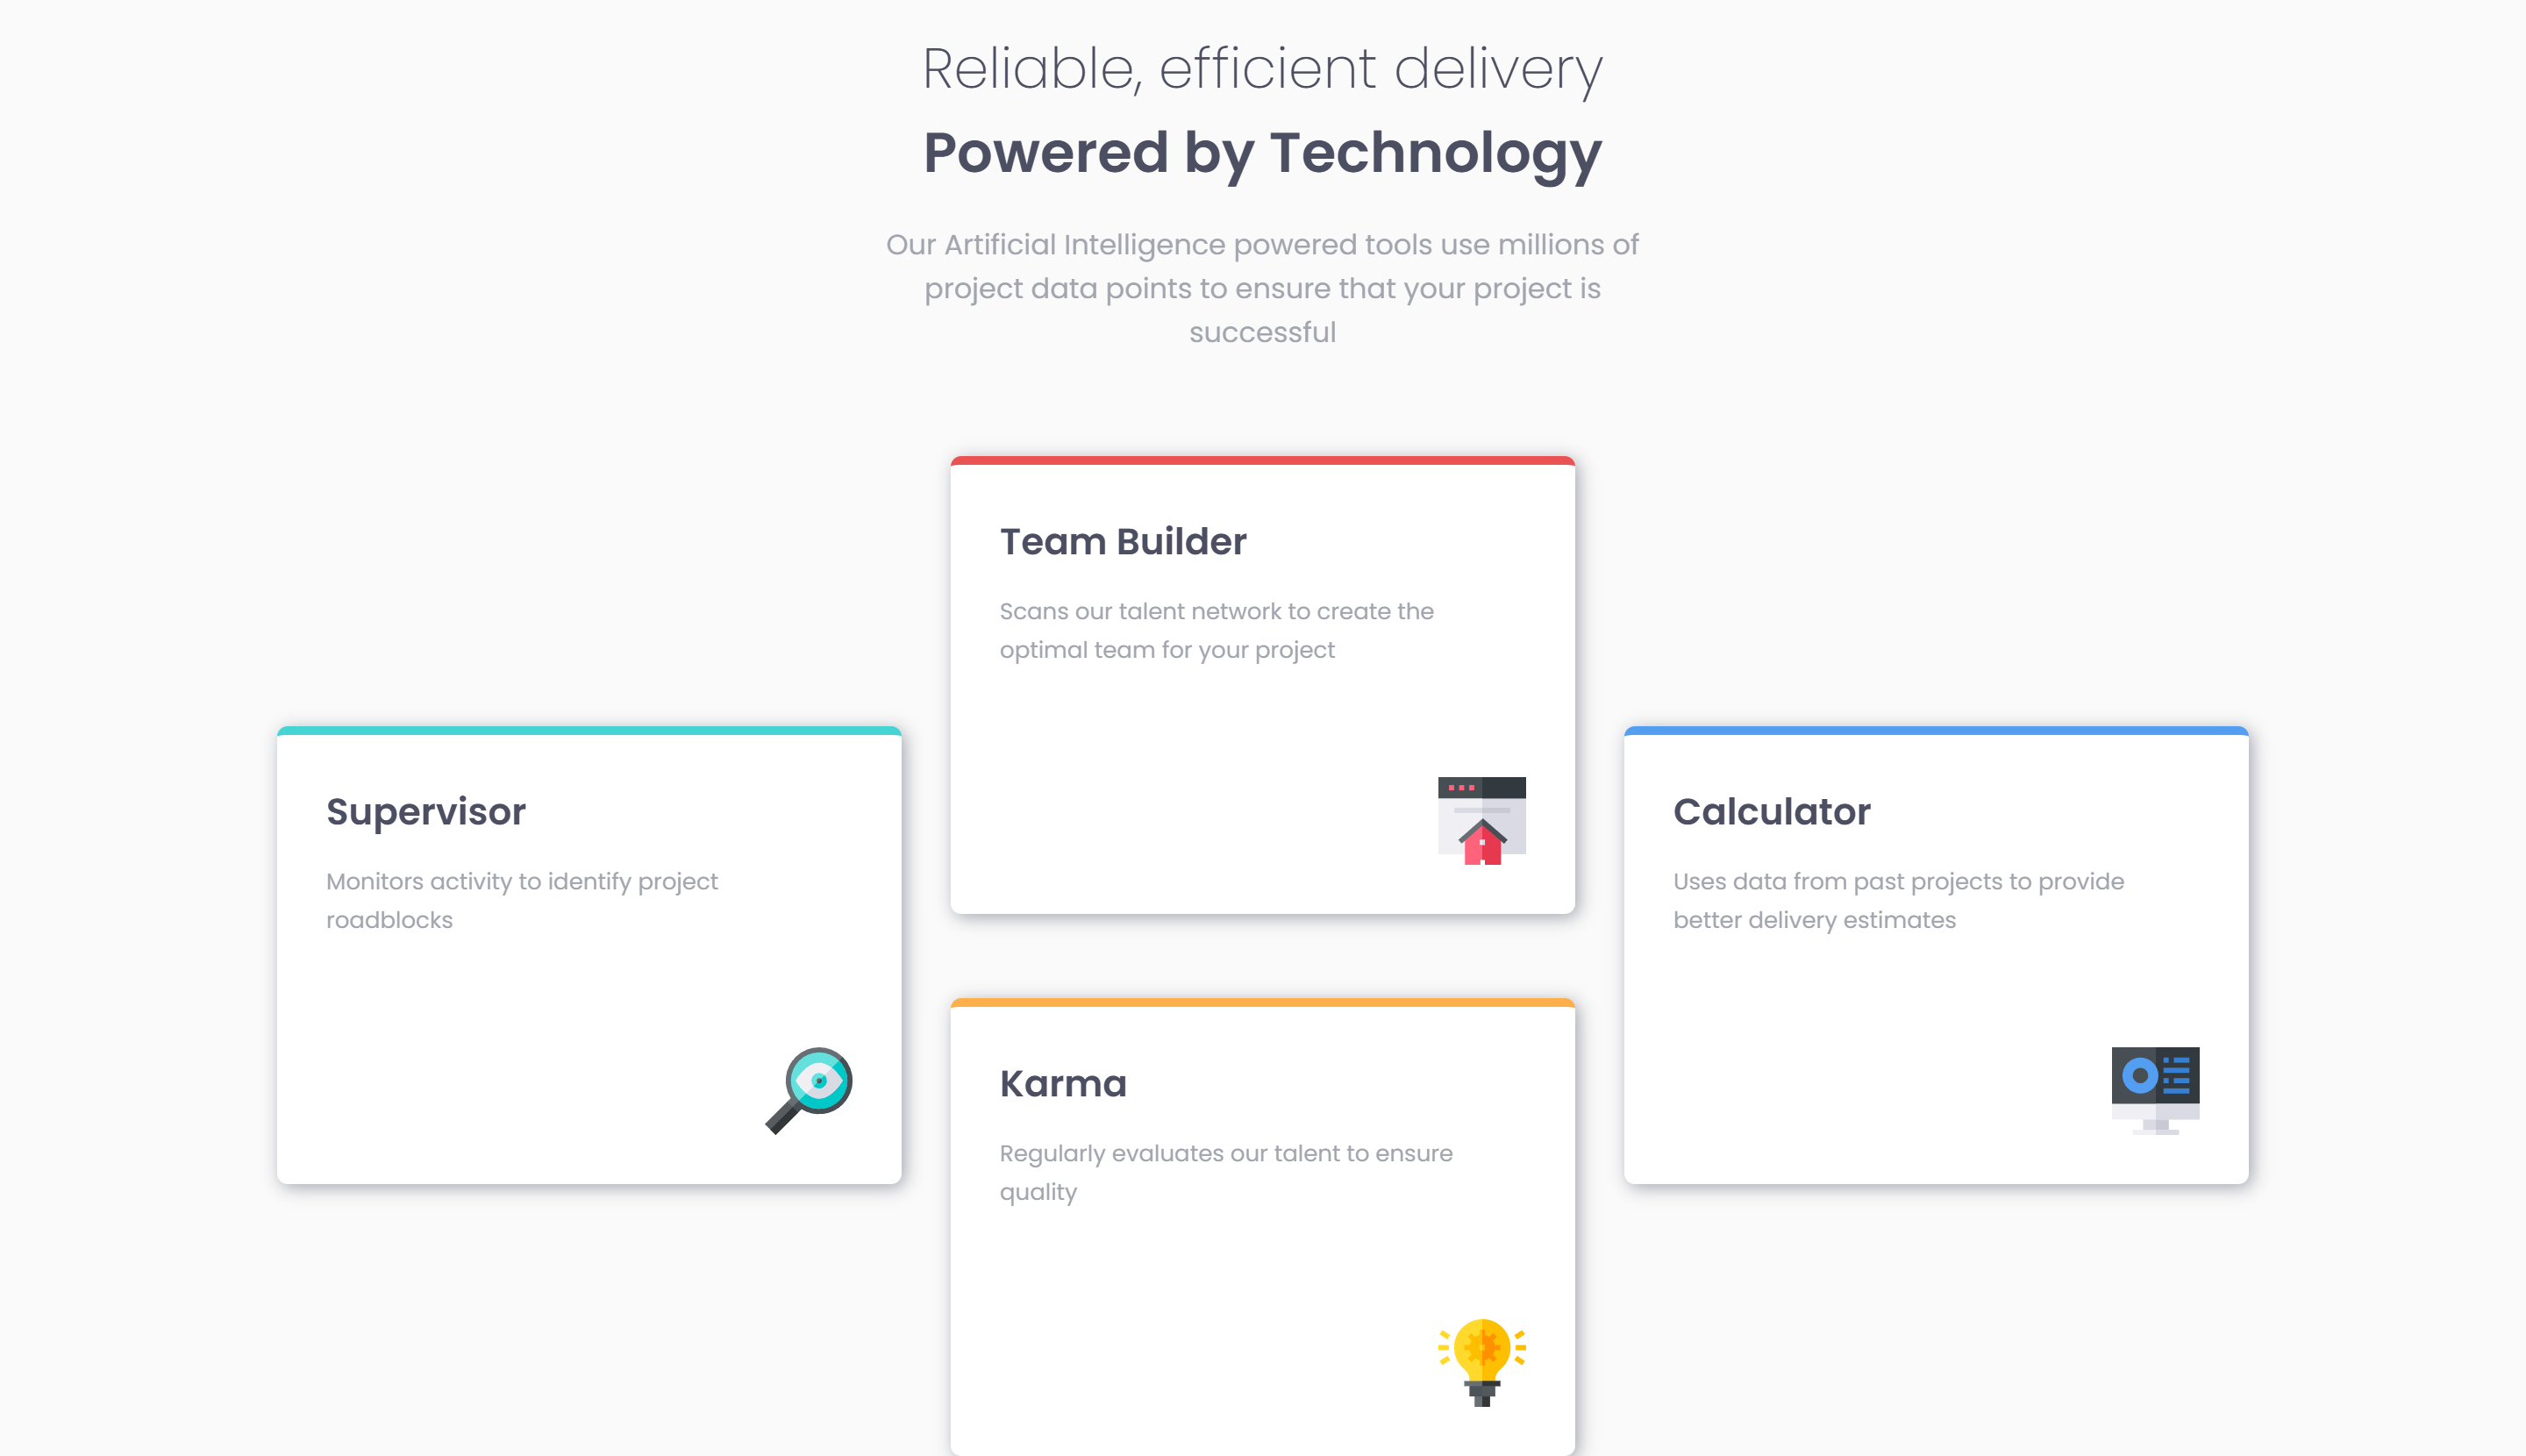 Reliable, efficient delivery
Powered by Technology
Our Artificial Intelligence powered tools use millions of
project data points to ensure that your project is
successful
Supervisor
Monitors activity to identify project
roadblocks
Team Builder
Scans our talent network to create the
optimal team for your project
Karma
Regularly evaluates our talent to ensure
quality
Calculator
Uses data from past projects to provide
better delivery estimates